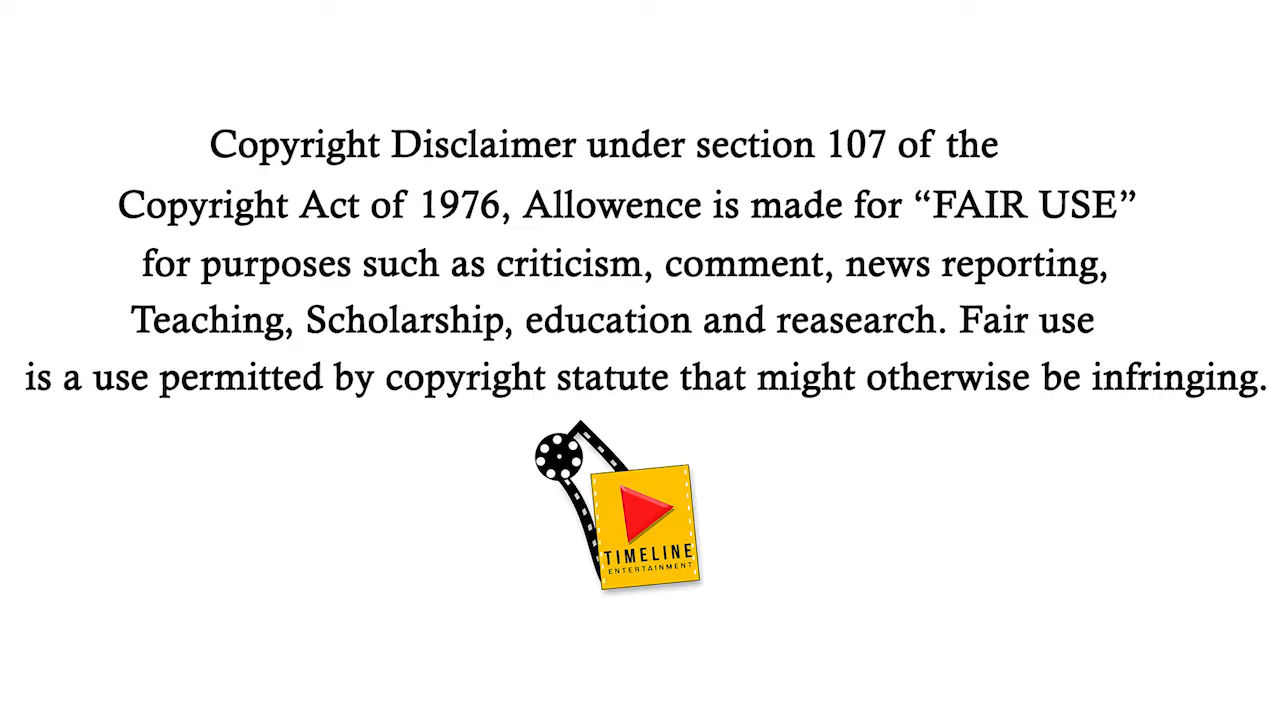 Copyright Disclaimer under section 107 of the
Copyright Act of 1976, Allowence is made for “FAIR USE”
for purposes such as criticism, comment, news reporting,
Teaching, Scholarship, education and reasearch. Fair use
is a use permitted by copyright statute that might otherwise be infringing.
TIMELINE
ENTERTAINMENT